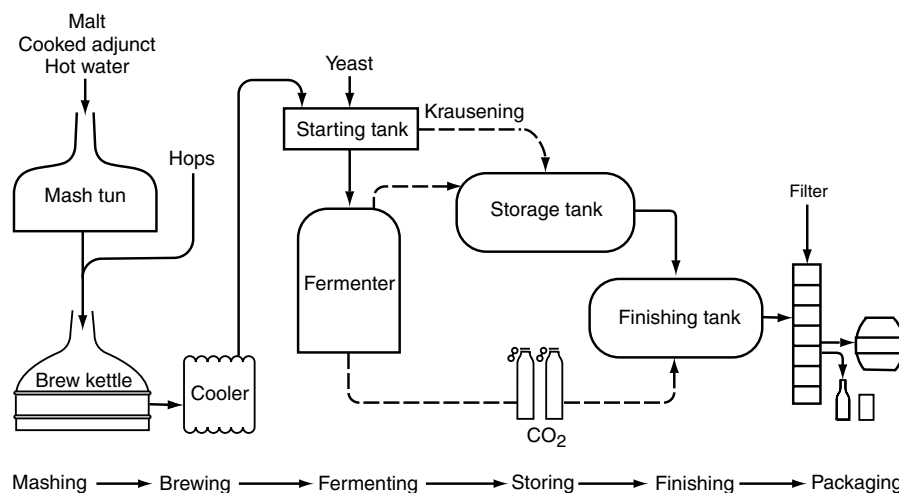 Malt
Cooked adjunct
Hot water
Yeast
Krausening
Starting tank
Hops
Mash tun
Storage tank
Filter
Fermenter
Finishing tank
Brew kettle
Cooler
CO₂
Mashing Brewing Fermenting Storing Finishing Packaging